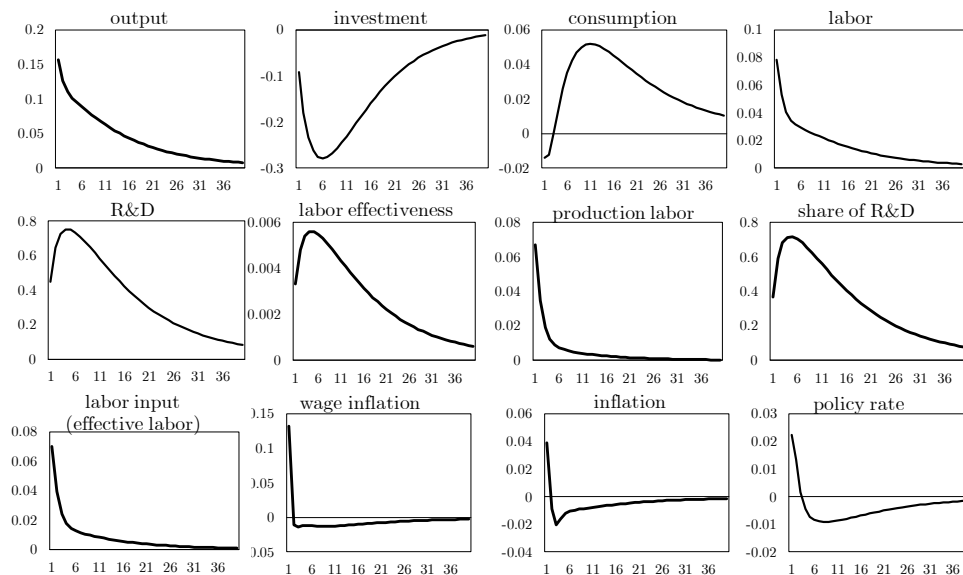 output
investment
consumption
labor
0.2
0.15
0.1
0.05
0
1 6 11 16 21 26 31 36
0
-0.1
-0.2
-0.3
1 6 11 16 21 26 31 36
0.06
0.04
0.02
0
-0.02
1 6 11 16 21 26 31 36
0.1
0.08
0.06
0.04
0.02
0
1 6 11 16 21 26 31 36
R&D
labor effectiveness
production labor
share of R&D
0.8
0.6
0.4
0.2
0
1 6 11 16 21 26 31 36
0.006
0.004
0.002
0
1 6 11 16 21 26 31 36
0.08
0.06
0.04
0.02
0
1 6 11 16 21 26 31 36
0.8
0.6
0.4
0.2
0
1 6 11 16 21 26 31 36
labor input
(effective labor)
wage inflation
inflation
policy rate
0.08
0.06
0.04
0.02
0
1 6 11 16 21 26 31 36
0.15
0.1
0.05
0
0.05
1 6 11 16 21 26 31 36
0.06
0.04
0.02
0
-0.02
-0.04
1 6 11 16 21 26 31 36
0.03
0.02
0.01
0
-0.01
-0.02
1 6 11 16 21 26 31 36